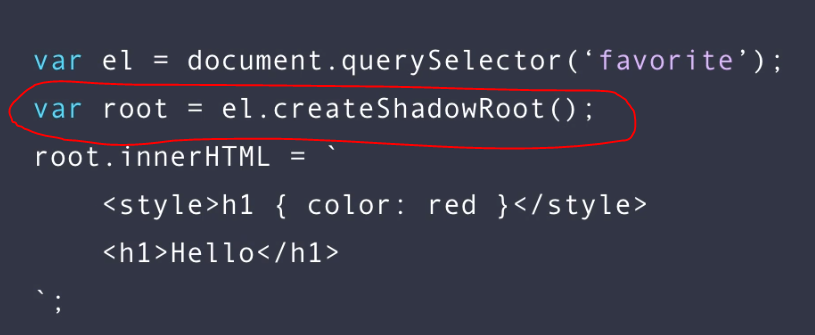 var el = document.querySelector(‘favorite’);
var root = el.createShadowRoot();
root.innerHTML = `
<style>h1 { color: red }</style>
<h1>Hello</h1>
`;